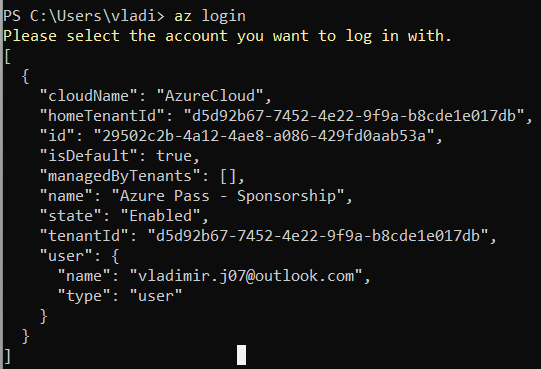 PS C:\Users\vladi> az login
Please select the account you want to log in with.
[
  {
    "cloudName": "AzureCloud",
    "homeTenantId": "d5d92b67-7452-4e22-9f9a-b8cde1e017db",
    "id": "29502c2b-4a12-4ae8-a086-429fd0aab53a",
    "isDefault": true,
    "managedByTenants": [],
    "name": "Azure Pass - Sponsorship",
    "state": "Enabled",
    "tenantId": "d5d92b67-7452-4e22-9f9a-b8cde1e017db",
    "user": {
      "name": "vladimir.j07@outlook.com",
      "type": "user"
    }
  }
]